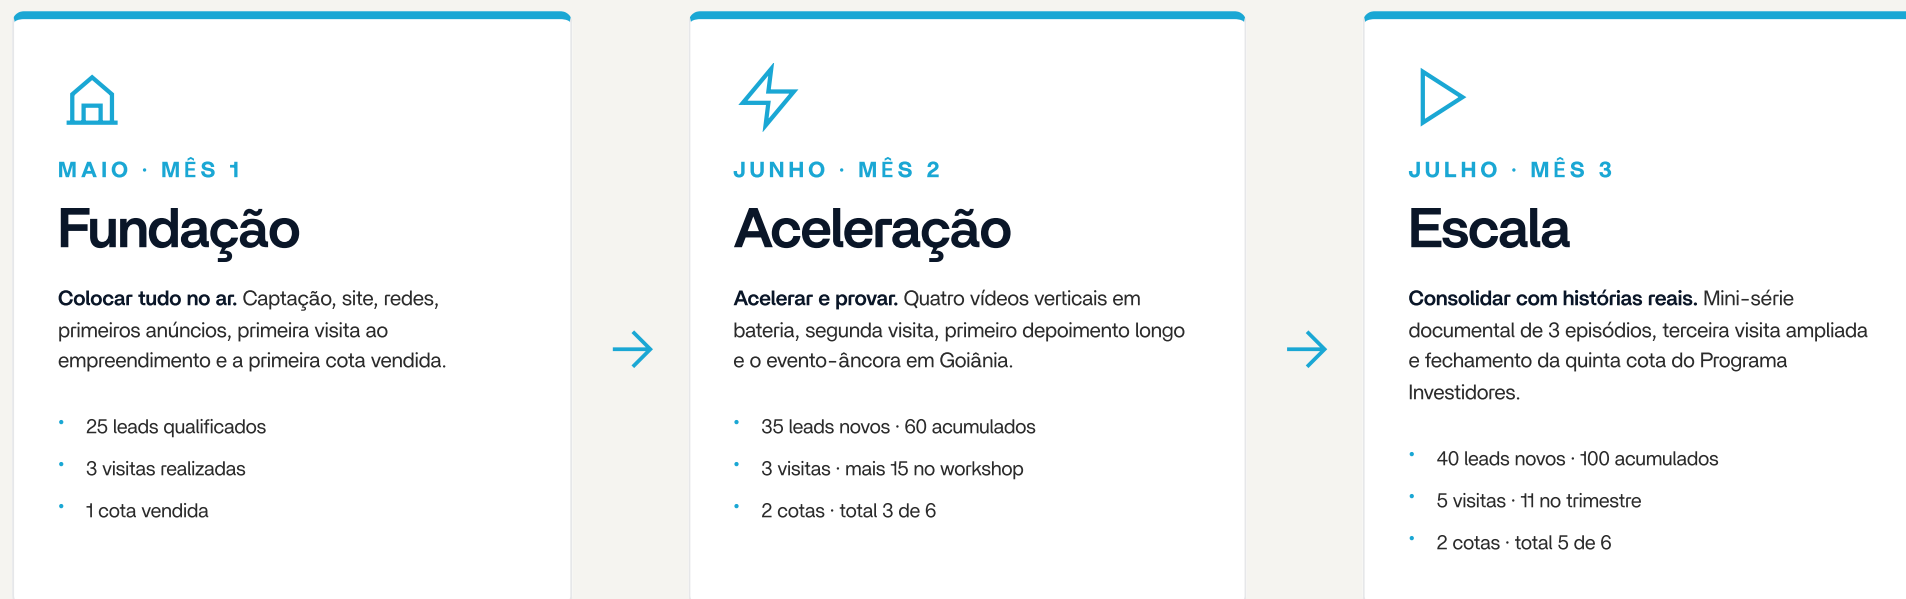 MAIO · MÊS 1
Fundação
Colocar tudo no ar. Captação, site, redes,
primeiros anúncios, primeira visita ao
empreendimento e a primeira cota vendida.
• 25 leads qualificados
• 3 visitas realizadas
• 1 cota vendida
JUNHO · MÊS 2
Aceleração
Acelerar e provar. Quatro vídeos verticais em
bateria, segunda visita, primeiro depoimento longo
e o evento-âncora em Goiânia.
• 35 leads novos · 60 acumulados
• 3 visitas · mais 15 no workshop
• 2 cotas · total 3 de 6
JULHO · MÊS 3
Escala
Consolidar com histórias reais. Mini-série
documental de 3 episódios, terceira visita ampliada
e fechamento da quinta cota do Programa
Investidores.
• 40 leads novos · 100 acumulados
• 5 visitas · 11 no trimestre
• 2 cotas · total 5 de 6